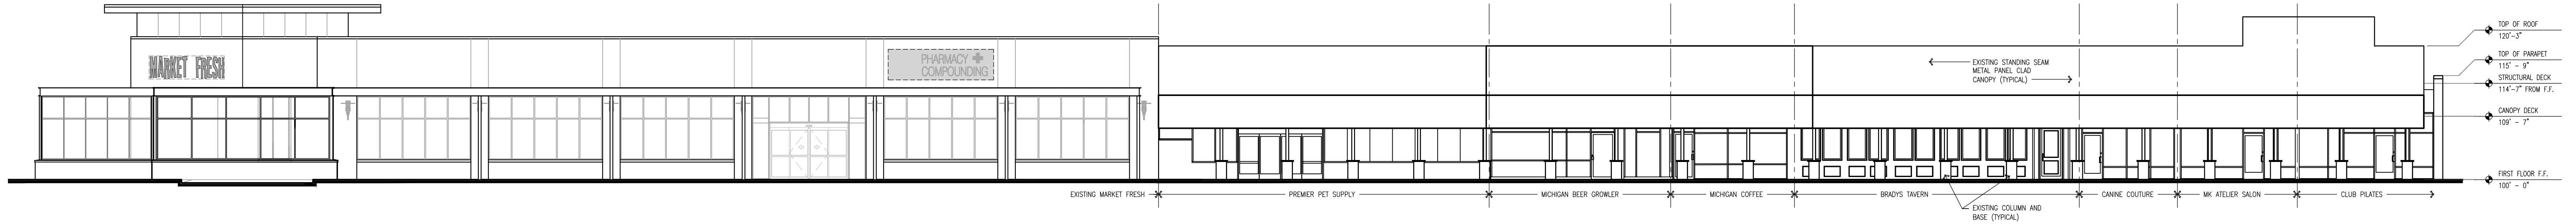 MARKET FRESH
PHARMACY +
COMPOUNDING
EXISTING STANDING SEAM
METAL PANEL CLAD
CANOPY (TYPICAL)
TOP OF ROOF
120'-3"
TOP OF PARAPET
115' - 9"
STRUCTURAL DECK
114'-7" FROM F.F.
CANOPY DECK
109' - 7"
FIRST FLOOR F.F.
100' - 0"
EXISTING MARKET FRESH
PREMIER PET SUPPLY
MICHIGAN BEER GROWLER
MICHIGAN COFFEE
BRADYS TAVERN
CANINE COUTURE
MK ATELIER SALON
CLUB PILATES
EXISTING COLUMN AND
BASE (TYPICAL)